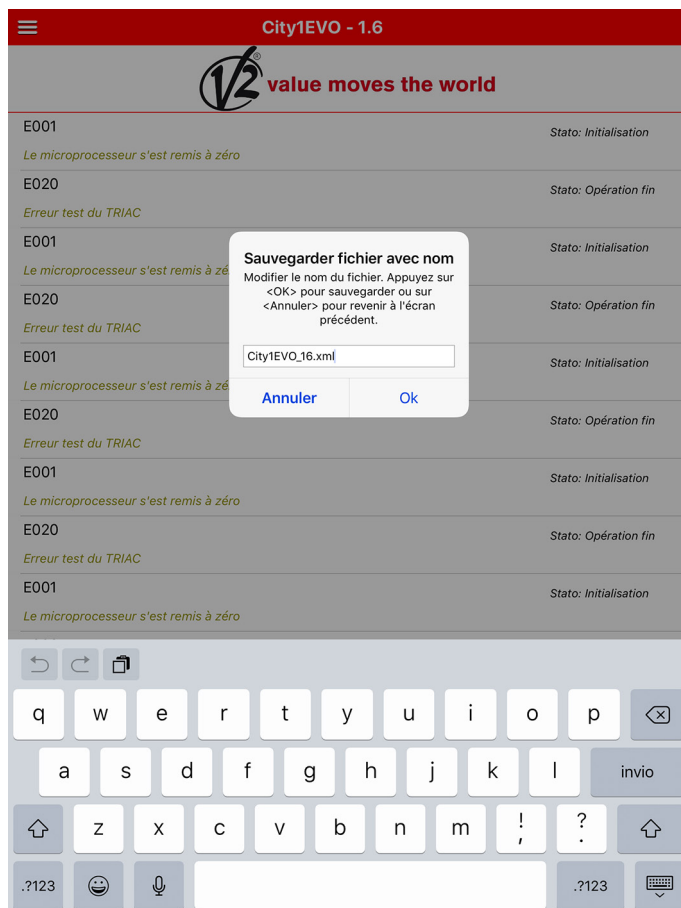 City1EVO - 1.6
V2® value moves the world
E001
Stato: Initialisation
Le microprocesseur s'est remis à zéro
E020
Stato: Opération fin
Erreur test du TRIAC
E001
Stato: Initialisation
Le microprocesseur s'est remis à zé
E020
Stato: Opération fin
Erreur test du TRIAC
E001
Stato: Initialisation
Le microprocesseur s'est remis à zé
E020
Stato: Opération fin
Erreur test du TRIAC
E001
Stato: Initialisation
Le microprocesseur s'est remis à zéro
E020
Stato: Opération fin
Erreur test du TRIAC
E001
Stato: Initialisation
Le microprocesseur s'est remis à zéro
Sauvegarder fichier avec nom
Modifier le nom du fichier. Appuyez sur
<OK> pour sauvegarder ou sur
<Annuler> pour revenir à l'écran
précédent.
City1EVO_16.xml
Annuler Ok
q w e r t y u i o p
a s d f g h j k l invio
z x c v b n m ! , ? .
.?123 .?123